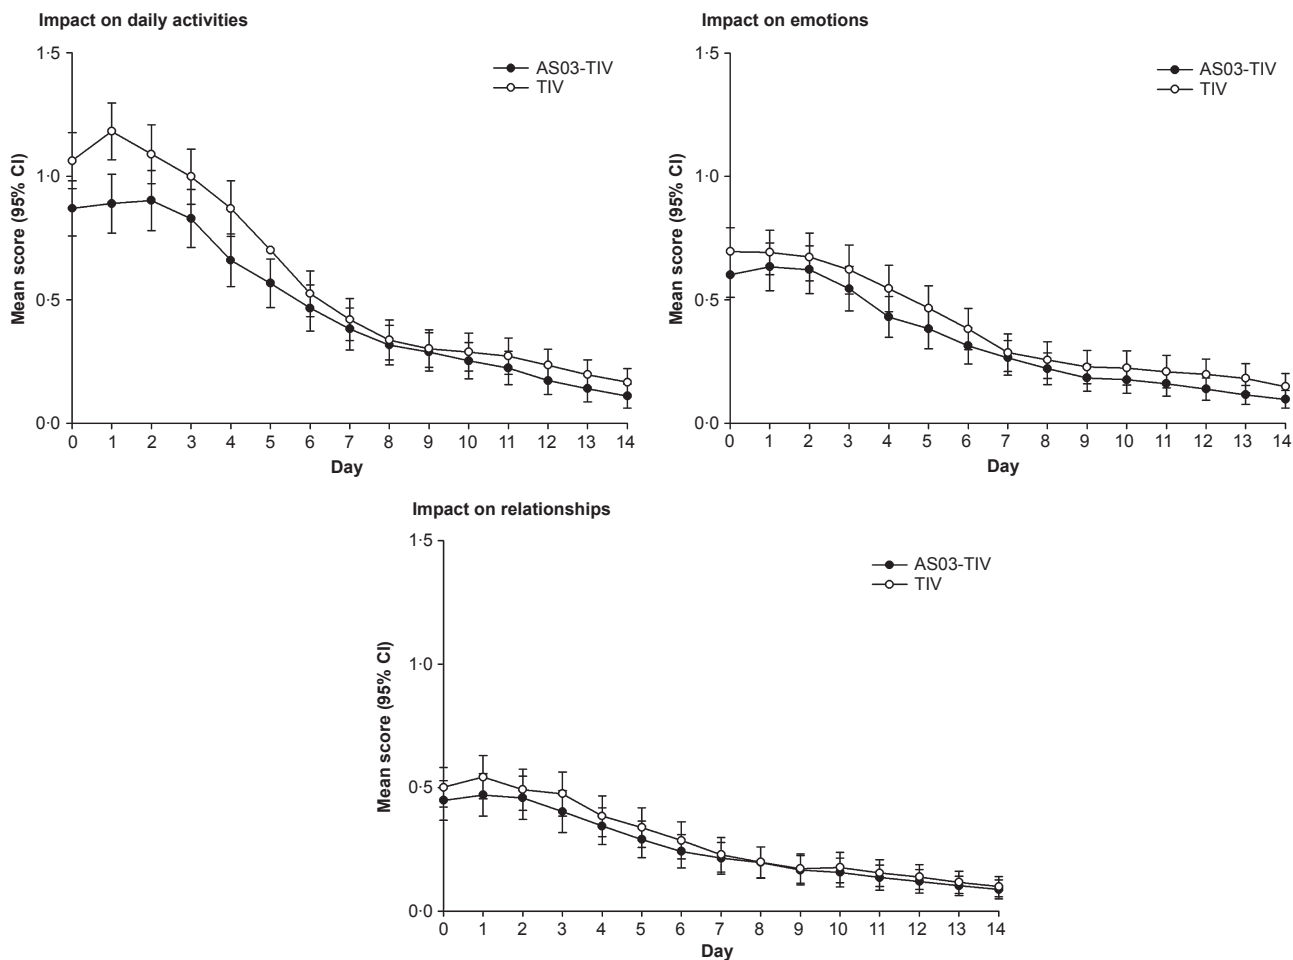 Impact on daily activities
1·5
1·0
0·5
0·0
Mean score (95% CI)
AS03-TIV
TIV
0 1 2 3 4 5 6 7 8 9 10 11 12 13 14
Day
Impact on emotions
1·5
1·0
0·5
0·0
Mean score (95% CI)
AS03-TIV
TIV
0 1 2 3 4 5 6 7 8 9 10 11 12 13 14
Day
Impact on relationships
1·5
1·0
0·5
0·0
Mean score (95% CI)
AS03-TIV
TIV
0 1 2 3 4 5 6 7 8 9 10 11 12 13 14
Day